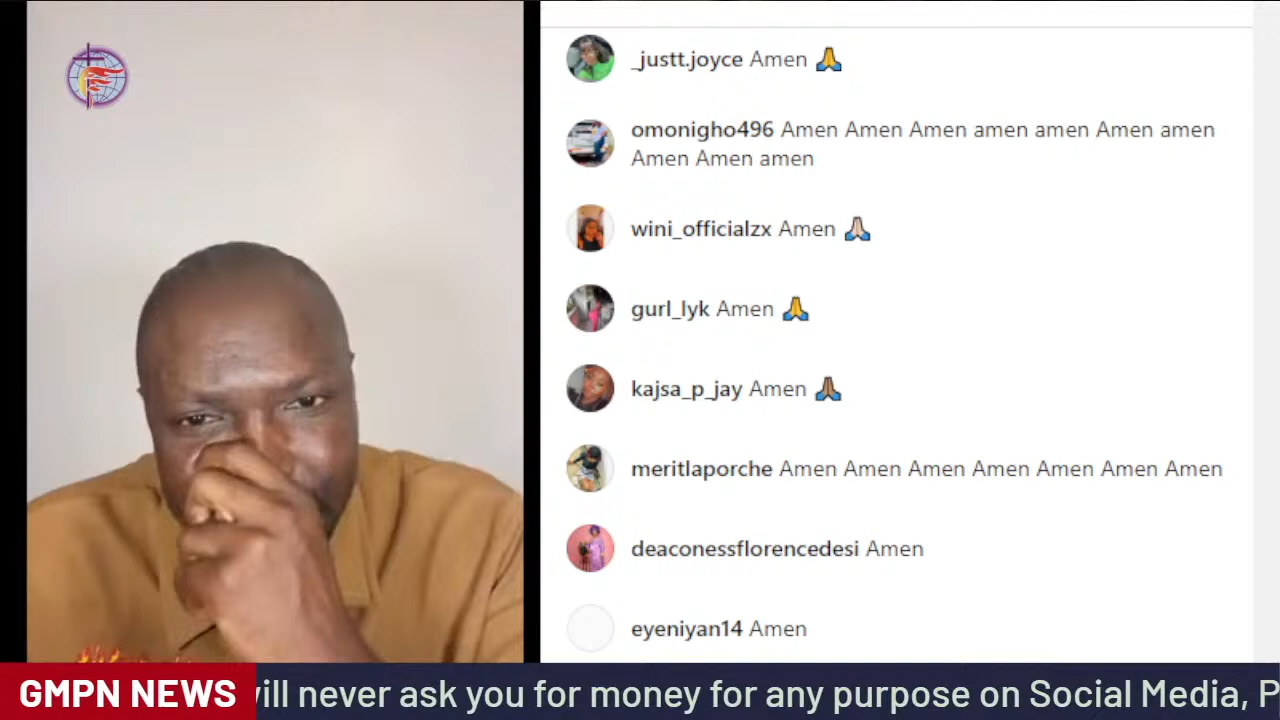 _justt.joyce Amen 🙏
omonigho496 Amen Amen Amen amen amen Amen amen
Amen Amen amen
wini_officialzx Amen 🙏🏻
gurl_lyk Amen 🙏
kajsa_p_jay Amen 🙏🏽
meritlaporche Amen Amen Amen Amen Amen Amen Amen
deaconessflorencedesi Amen
eyeniyan14 Amen
GMPN NEWS will never ask you for money for any purpose on Social Media, P